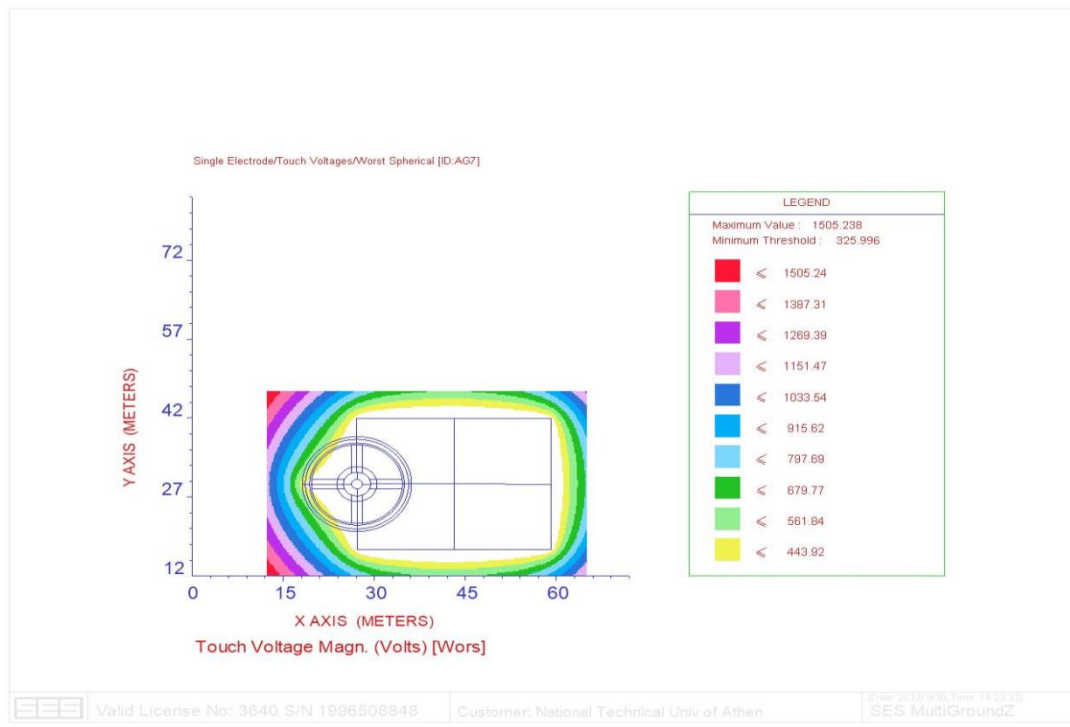 Single Electrode/Touch Voltages/Worst Spherical [ID:AG7]
LEGEND
Maximum Value : 1505.238
Minimum Threshold : 325.996
⩽ 1505.24
⩽ 1387.31
⩽ 1269.39
⩽ 1151.47
⩽ 1033.54
⩽ 915.62
⩽ 797.69
⩽ 679.77
⩽ 561.84
⩽ 443.92
Y AXIS (METERS)
72
57
42
27
12
0 15 30 45 60
X AXIS (METERS)
Touch Voltage Magn. (Volts) [Wors]
SES
Valid License No: 3640 S/N 1996508848
Customer: National Technical Univ of Athen
SES MultiGroundZ